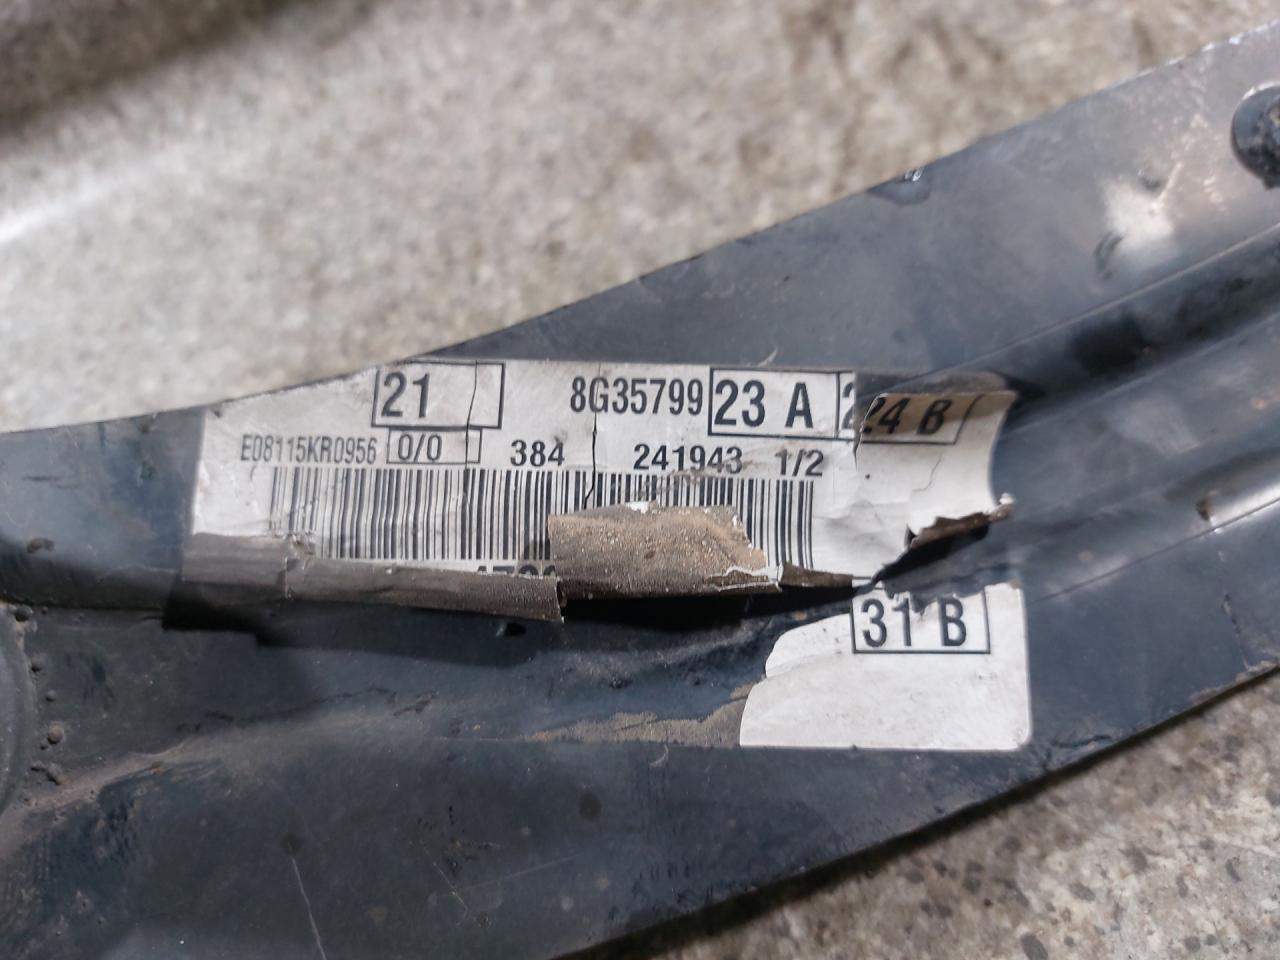 21 8G35799 23 A 24 B
E08115KR0956 0/0 384 241943 1/2
31 B